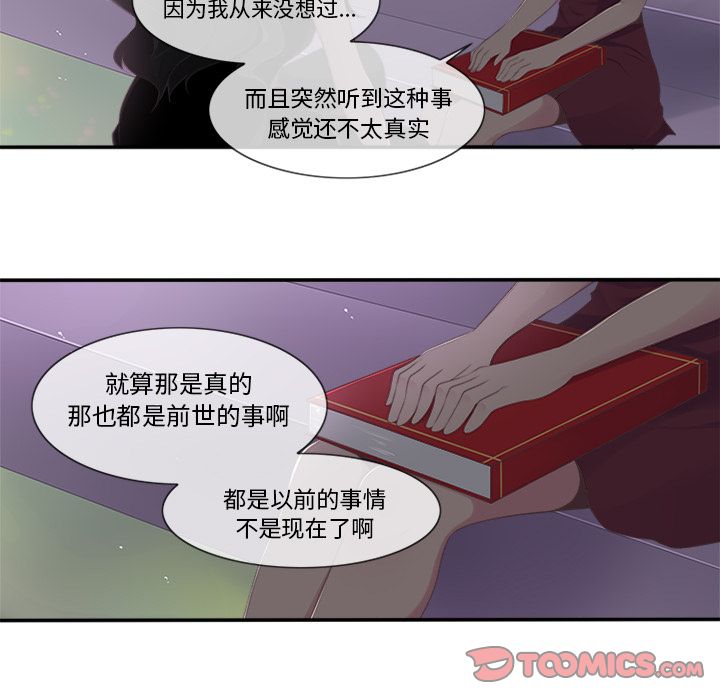 因为我从来没想过...
而且突然听到这种事
感觉还不太真实
就算那是真的
那也都是前世的事啊
都是以前的事情
不是现在了啊
TOOMICS.COM